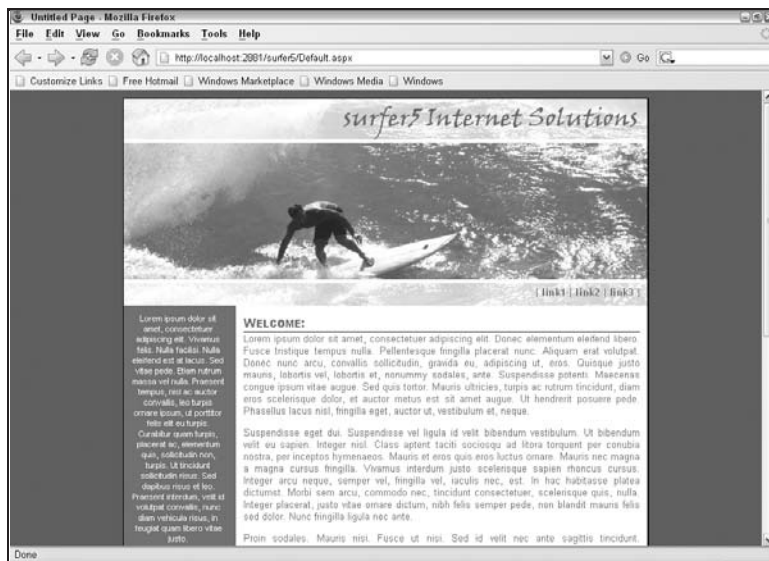 Untitled Page - Mozilla Firefox
File Edit View Go Bookmarks Tools Help
http://localhost:2881/surfer5/Default.aspx Go
Customize Links Free Hotmail Windows Marketplace Windows Media Windows
surfer5 Internet Solutions
| link1 | link2 | link3 |
Lorem ipsum dolor sit
amet, consectetuer
adipiscing elit. Vivamus
felis. Nulla facilisi. Nulla
eleifend est at lacus. Sed
vitae pede. Etiam rutrum
massa vel nulla. Praesent
tempus, nisl ac auctor
convallis, leo turpis
ornare ipsum, ut porttitor
felis elit eu turpis.
Curabitur quam turpis,
placerat ac, elementum
quis, sollicitudin non,
turpis. Ut tincidunt
sollicitudin risus. Sed
dapibus risus et leo.
Praesent interdum, velit id
volutpat convallis, nunc
diam vehicula risus, in
feugiat quam libero vitae
justo.
WELCOME:
Lorem ipsum dolor sit amet, consectetuer adipiscing elit. Donec elementum eleifend libero.
Fusce tristique tempus nulla. Pellentesque fringilla placerat nunc. Aliquam erat volutpat.
Donec nunc arcu, convallis sollicitudin, gravida eu, adipiscing ut, eros. Quisque justo
mauris, lobortis vel, lobortis et, nonummy sodales, ante. Suspendisse potenti. Maecenas
congue ipsum vitae augue. Sed quis tortor. Mauris ultricies, turpis ac rutrum tincidunt, diam
eros scelerisque dolor, et auctor metus est sit amet augue. Ut hendrerit posuere pede.
Phasellus lacus nisl, fringilla eget, auctor ut, vestibulum et, neque.
Suspendisse eget dui. Suspendisse vel ligula id velit bibendum vestibulum. Ut bibendum
velit eu sapien. Integer nisl. Class aptent taciti sociosqu ad litora torquent per conubia
nostra, per inceptos hymenaeos. Mauris et eros quis eros luctus ornare. Mauris nec magna
a magna cursus fringilla. Vivamus interdum justo scelerisque sapien rhoncus cursus.
Integer arcu neque, semper vel, fringilla vel, iaculis nec, est. In hac habitasse platea
dictumst. Morbi sem arcu, commodo nec, tincidunt consectetuer, scelerisque quis, nulla.
Integer placerat, justo vitae ornare dictum, nibh felis semper pede, non blandit mauris felis
sed dolor. Nunc fringilla ligula nec ante.
Proin sodales. Mauris nisl. Fusce ut nisi. Sed id velit nec ante sagittis tincidunt.
Done